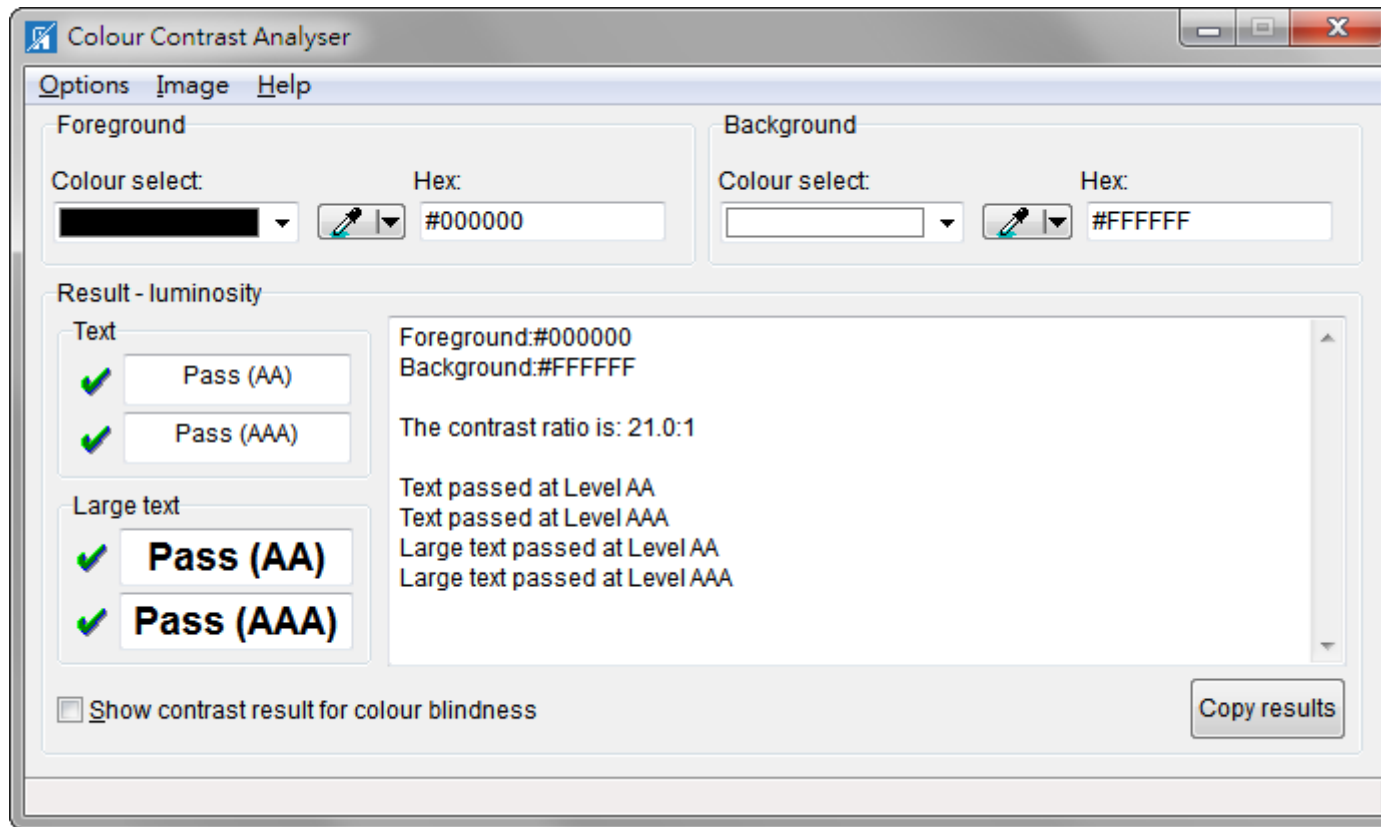 Colour Contrast Analyser
Options Image Help
Foreground
Colour select: Hex:
#000000
Background
Colour select: Hex:
#FFFFFF
Result - luminosity
Text
Pass (AA)
Pass (AAA)
Large text
Pass (AA)
Pass (AAA)
Foreground:#000000
Background:#FFFFFF
The contrast ratio is: 21.0:1
Text passed at Level AA
Text passed at Level AAA
Large text passed at Level AA
Large text passed at Level AAA
Show contrast result for colour blindness
Copy results